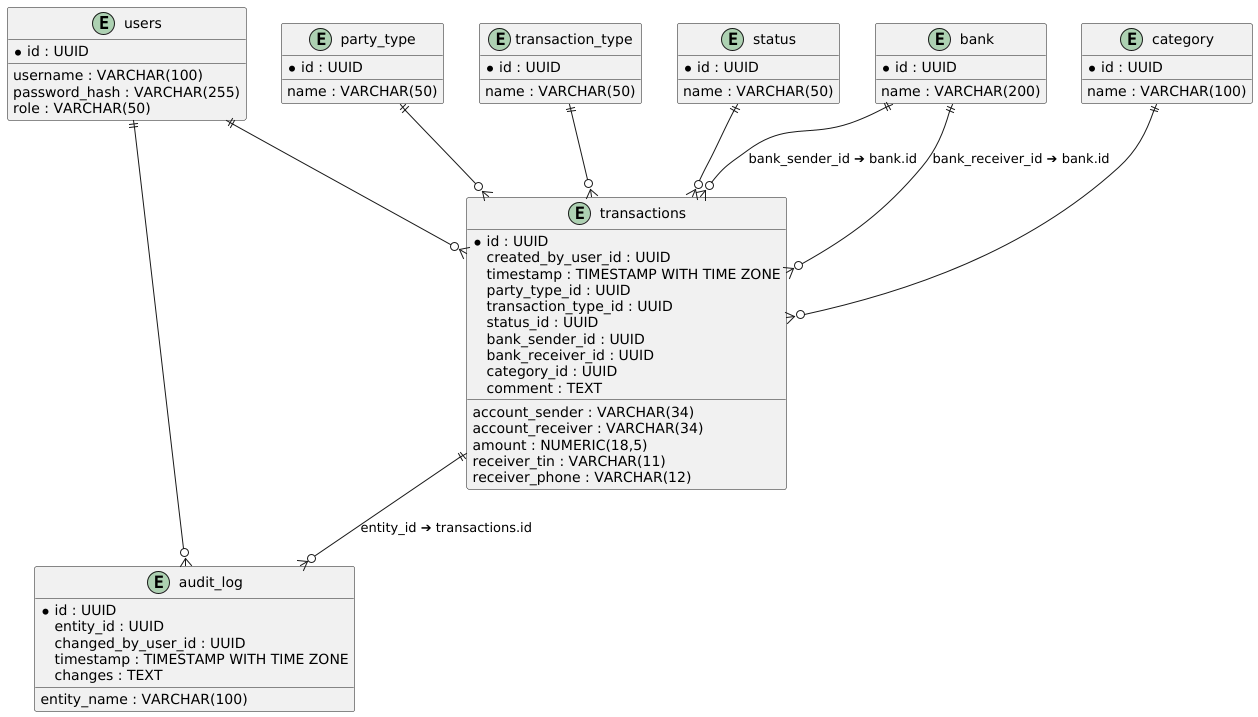 E users
* id : UUID
username : VARCHAR(100)
password_hash : VARCHAR(255)
role : VARCHAR(50)
E party_type
* id : UUID
name : VARCHAR(50)
E transaction_type
* id : UUID
name : VARCHAR(50)
E status
* id : UUID
name : VARCHAR(50)
E bank
* id : UUID
name : VARCHAR(200)
E category
* id : UUID
name : VARCHAR(100)
bank_sender_id ➔ bank.id
bank_receiver_id ➔ bank.id
E transactions
* id : UUID
created_by_user_id : UUID
timestamp : TIMESTAMP WITH TIME ZONE
party_type_id : UUID
transaction_type_id : UUID
status_id : UUID
bank_sender_id : UUID
bank_receiver_id : UUID
category_id : UUID
comment : TEXT
account_sender : VARCHAR(34)
account_receiver : VARCHAR(34)
amount : NUMERIC(18,5)
receiver_tin : VARCHAR(11)
receiver_phone : VARCHAR(12)
entity_id ➔ transactions.id
E audit_log
* id : UUID
entity_id : UUID
changed_by_user_id : UUID
timestamp : TIMESTAMP WITH TIME ZONE
changes : TEXT
entity_name : VARCHAR(100)